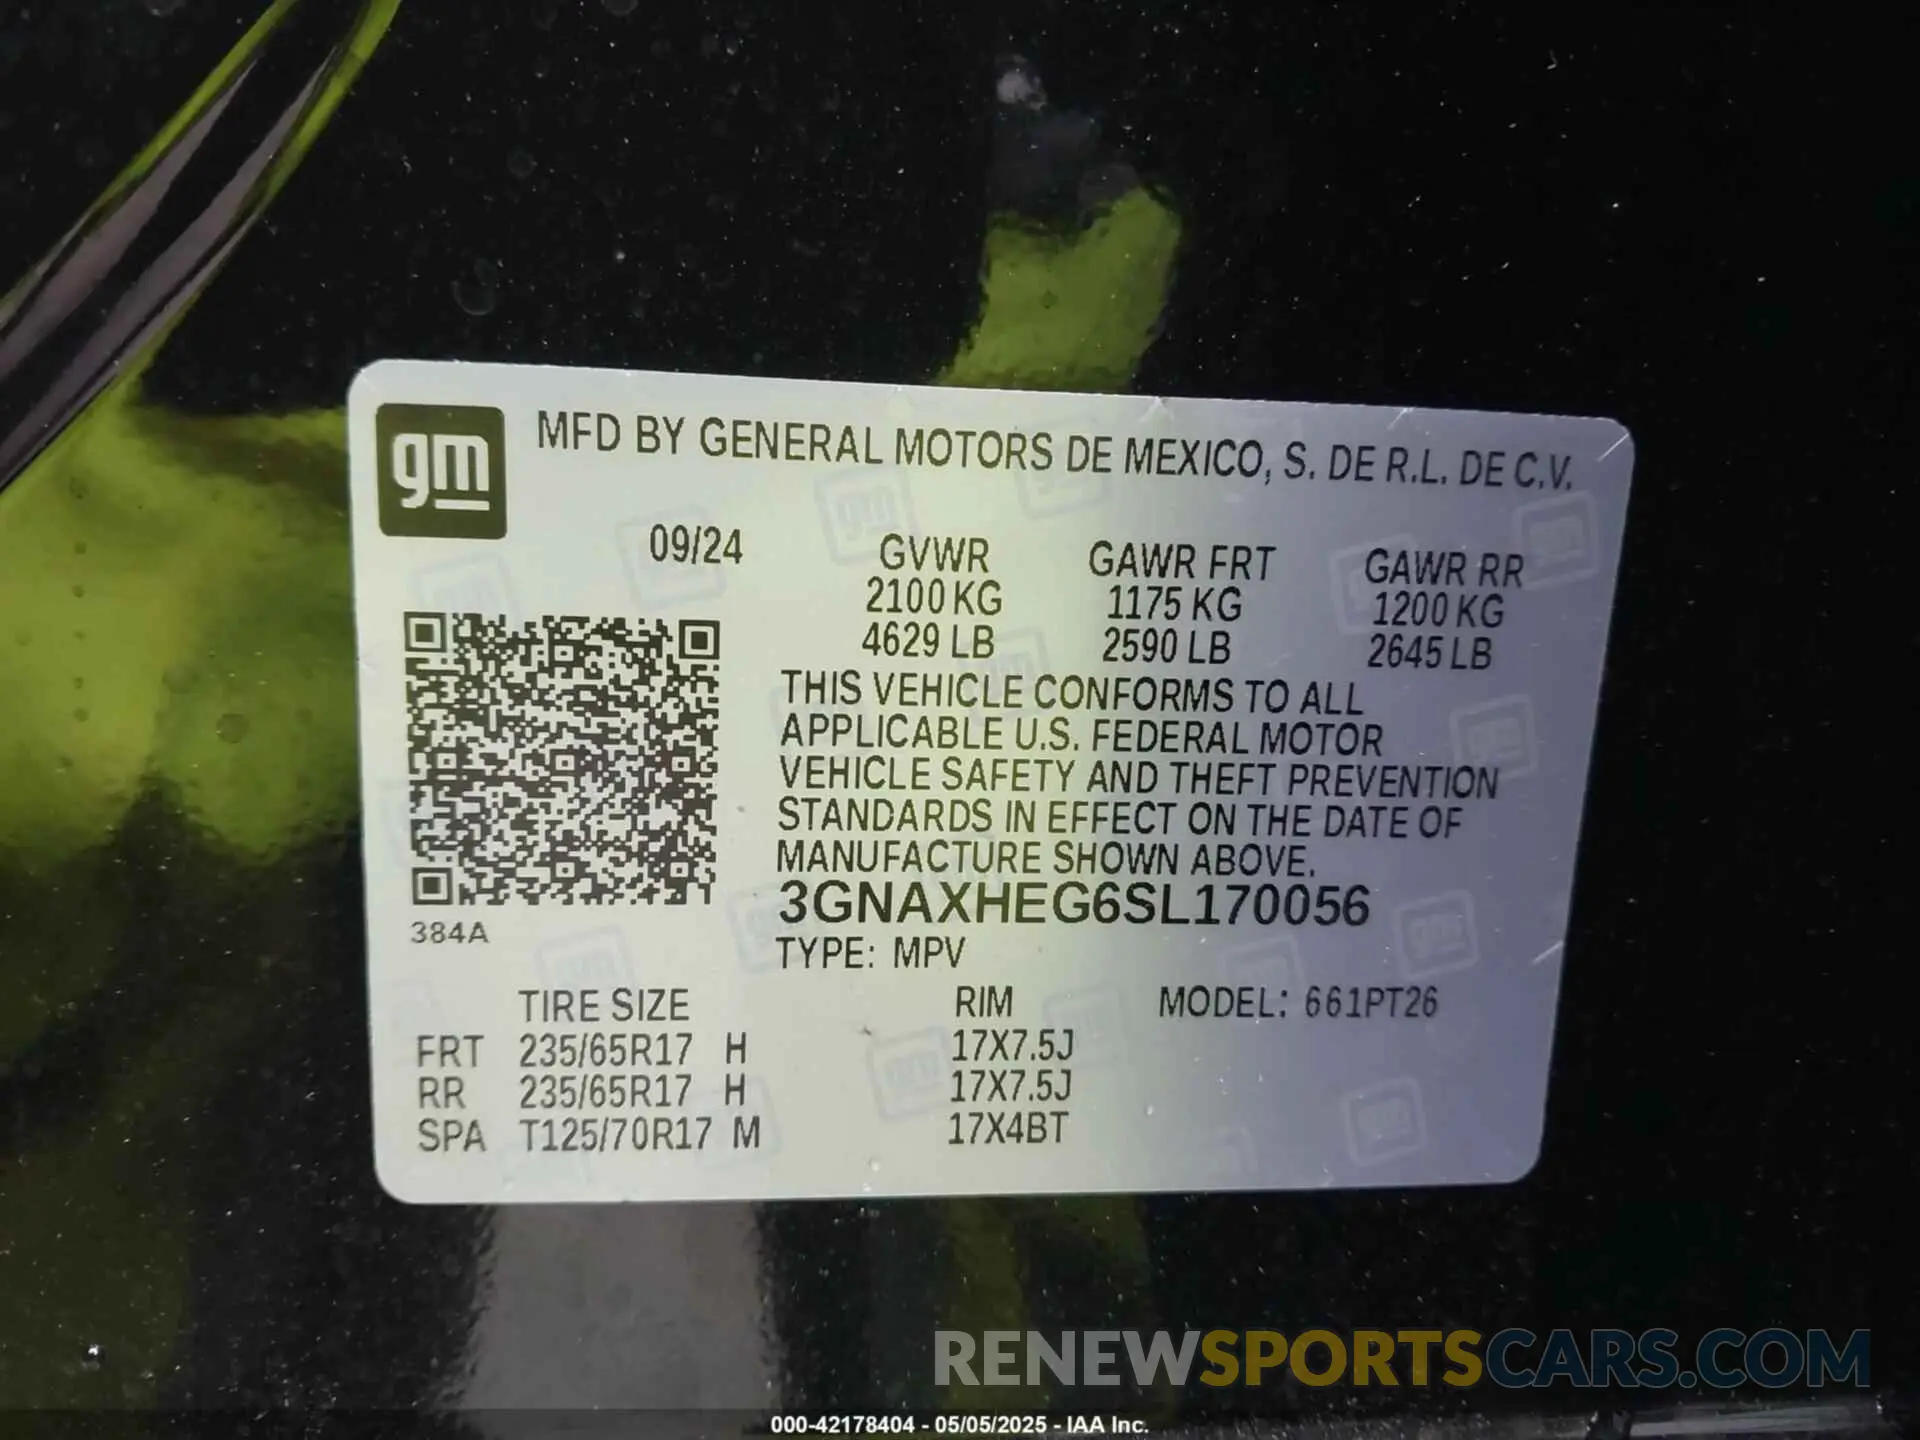 gm
MFD BY GENERAL MOTORS DE MEXICO, S. DE R.L. DE C.V.
09/24 GVWR GAWR FRT GAWR RR
2100 KG 1175 KG 1200 KG
4629 LB 2590 LB 2645 LB
THIS VEHICLE CONFORMS TO ALL
APPLICABLE U.S. FEDERAL MOTOR
VEHICLE SAFETY AND THEFT PREVENTION
STANDARDS IN EFFECT ON THE DATE OF
MANUFACTURE SHOWN ABOVE.
3GNAXHEG6SL170056
384A
TYPE: MPV
TIRE SIZE RIM MODEL: 661PT26
FRT 235/65R17 H 17X7.5J
RR 235/65R17 H 17X7.5J
SPA T125/70R17 M 17X4BT
RENEWSPORTSCARS.COM
000-42178404 - 05/05/2025 - IAA Inc.